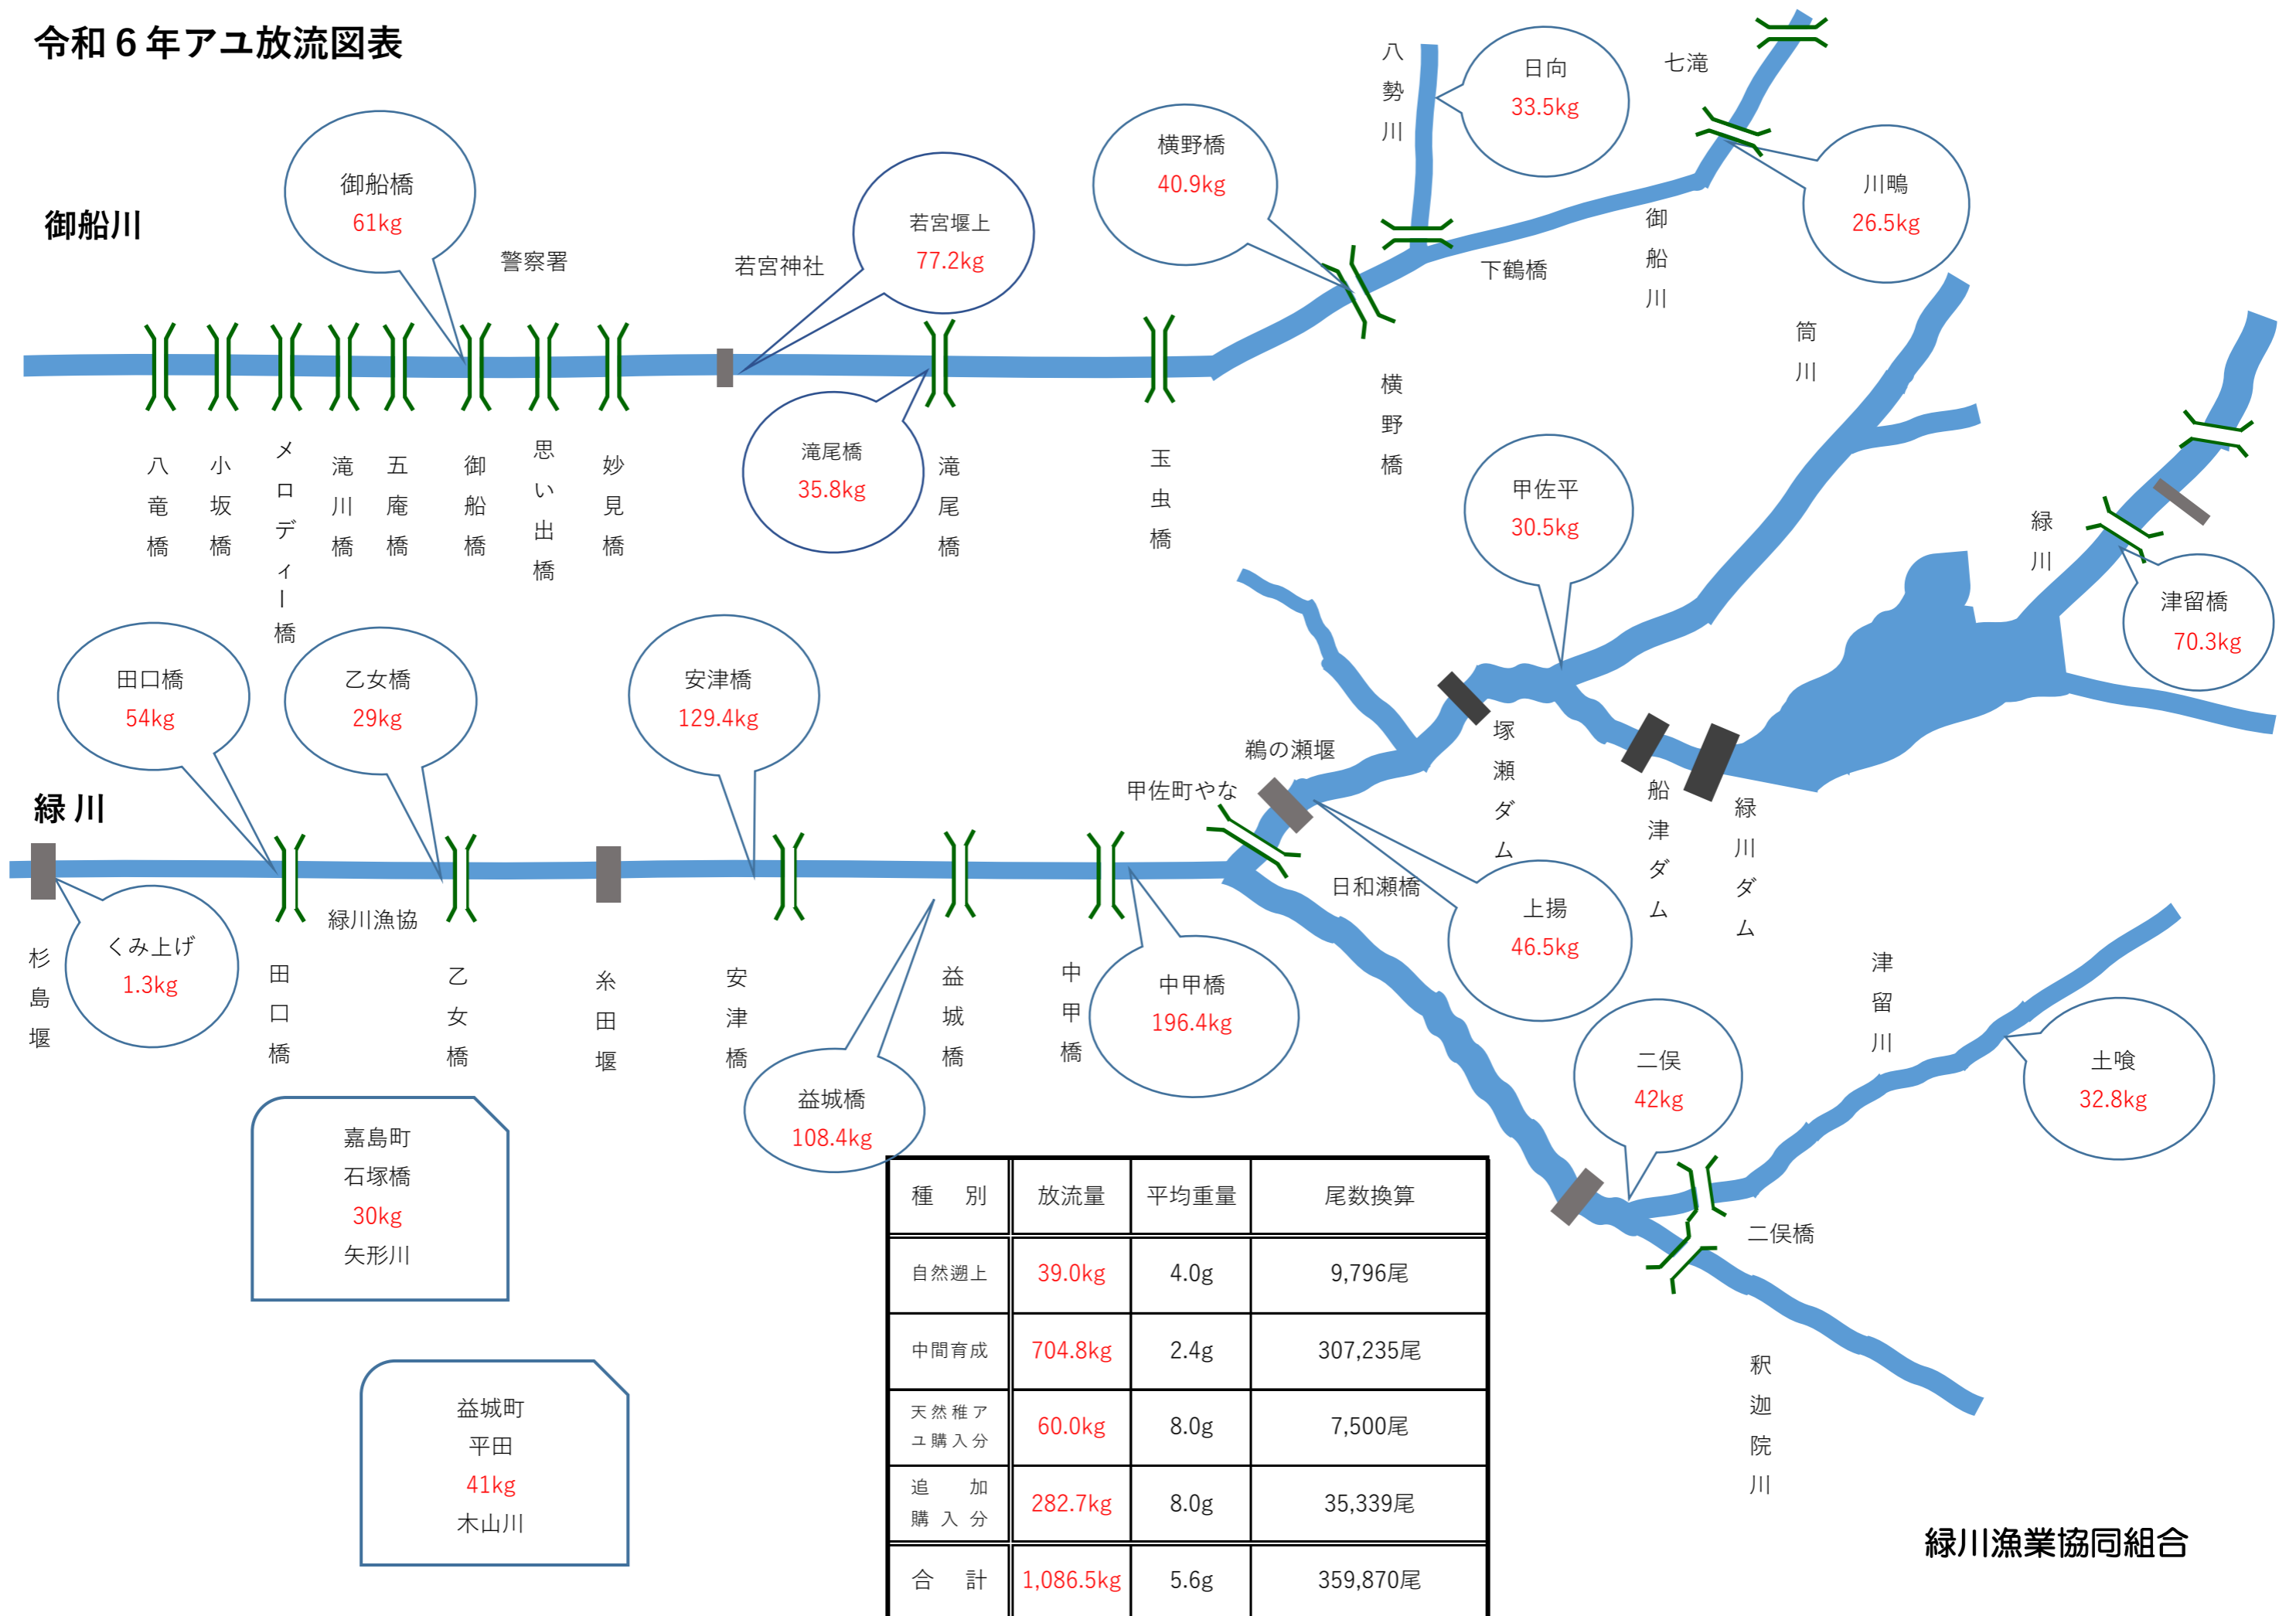 令和６年アユ放流図表
御船川
御船橋
61kg
警察署
若宮神社
若宮堰上
77.2kg
横野橋
40.9kg
八勢川
日向
33.5kg
七滝
川鴫
26.5kg
下鶴橋
御船川
筒川
滝尾橋
35.8kg
八竜橋
小坂橋
メロディー橋
滝川橋
五庵橋
御船橋
思い出橋
妙見橋
滝尾橋
玉虫橋
横野橋
甲佐平
30.5kg
緑川
津留橋
70.3kg
緑川
田口橋
54kg
乙女橋
29kg
安津橋
129.4kg
鵜の瀬堰
甲佐町やな
塚瀬ダム
船津ダム
緑川ダム
日和瀬橋
上揚
46.5kg
杉島堰
くみ上げ
1.3kg
田口橋
緑川漁協
乙女橋
糸田堰
安津橋
益城橋
中甲橋
中甲橋
196.4kg
益城橋
108.4kg
二俣
42kg
津留川
土喰
32.8kg
二俣橋
釈迦院川
嘉島町
石塚橋
30kg
矢形川
益城町
平田
41kg
木山川
種　別 放流量 平均重量 尾数換算
自然遡上 39.0kg 4.0g 9,796尾
中間育成 704.8kg 2.4g 307,235尾
天然稚ア
ユ購入分 60.0kg 8.0g 7,500尾
追　加
購入分 282.7kg 8.0g 35,339尾
合　計 1,086.5kg 5.6g 359,870尾
緑川漁業協同組合